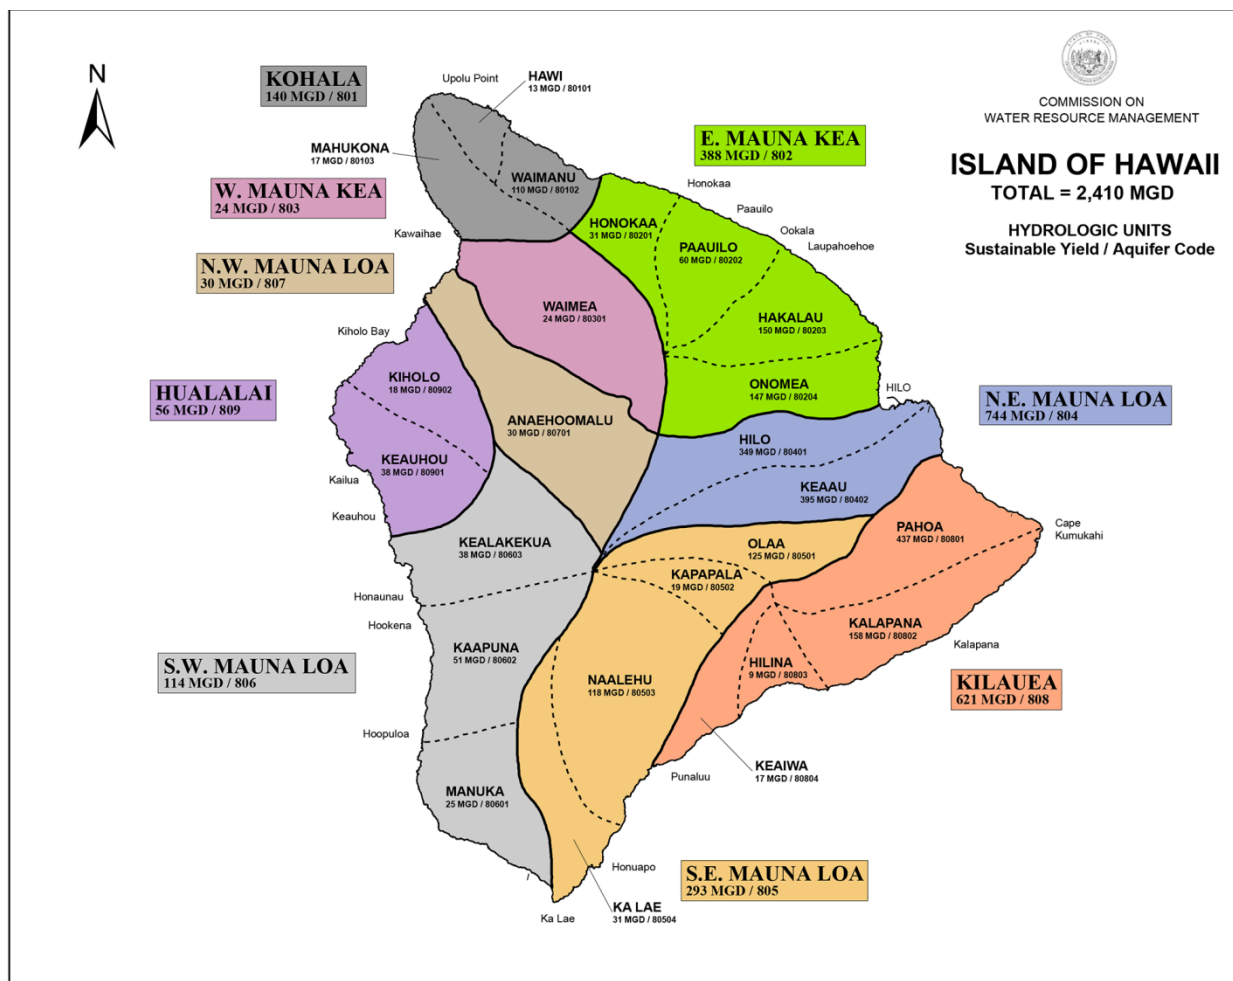 N
KOHALA
140 MGD / 801
Upolu Point
HAWI
13 MGD / 80101
STATE OF HAWAII
COMMISSION ON
WATER RESOURCE MANAGEMENT
ISLAND OF HAWAII
TOTAL = 2,410 MGD
HYDROLOGIC UNITS
Sustainable Yield / Aquifer Code
MAHUKONA
17 MGD / 80103
E. MAUNA KEA
388 MGD / 802
WAIMANU
110 MGD / 80102
W. MAUNA KEA
24 MGD / 803
Honokaa
Paauilo
Ookala
Laupahoehoe
Kawaihae
HONOKAA
31 MGD / 80201
PAAUILO
60 MGD / 80202
N.W. MAUNA LOA
30 MGD / 807
WAIMEA
24 MGD / 80301
HAKALAU
150 MGD / 80203
Kiholo Bay
KIHOLO
18 MGD / 80902
HUALALAI
56 MGD / 809
ONOMEA
147 MGD / 80204
HILO
N.E. MAUNA LOA
744 MGD / 804
ANAEHOOMALU
30 MGD / 80701
HILO
349 MGD / 80401
KEAUHOU
38 MGD / 80901
Kailua
KEAAU
395 MGD / 80402
Keauhou
PAHOA
437 MGD / 80801
Cape
Kumukahi
KEALAKEKUA
38 MGD / 80603
OLAA
125 MGD / 80501
KAPAPALA
19 MGD / 80502
Honaunau
Hookena
KALAPANA
158 MGD / 80802
Kalapana
KAAPUNA
51 MGD / 80602
S.W. MAUNA LOA
114 MGD / 806
HILINA
9 MGD / 80803
NAALEHU
118 MGD / 80503
KILAUEA
621 MGD / 808
Hoopuloa
KEAIWA
17 MGD / 80804
Punaluu
MANUKA
25 MGD / 80601
Honuapo
S.E. MAUNA LOA
293 MGD / 805
KA LAE
31 MGD / 80504
Ka Lae